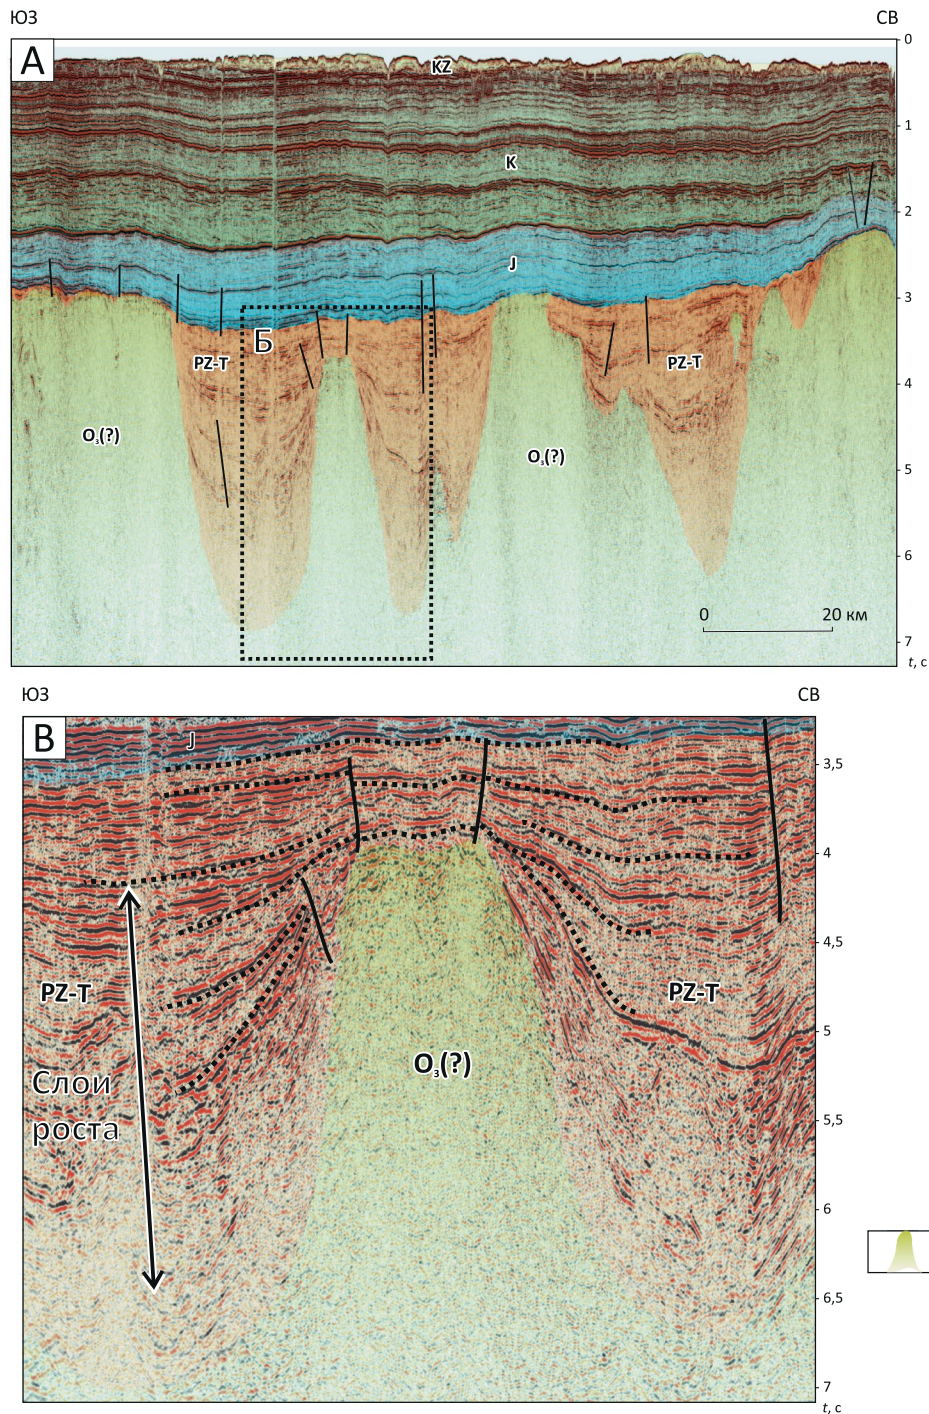 ЮЗ
СВ
А
KZ
K
J
Б
PZ-T
PZ-T
O₃(?)
O₃(?)
0
1
2
3
4
5
6
7
t, с
0
20 км
ЮЗ
СВ
В
J
PZ-T
PZ-T
O₃(?)
Слои
роста
3,5
4
4,5
5
5,5
6
6,5
7
t, с